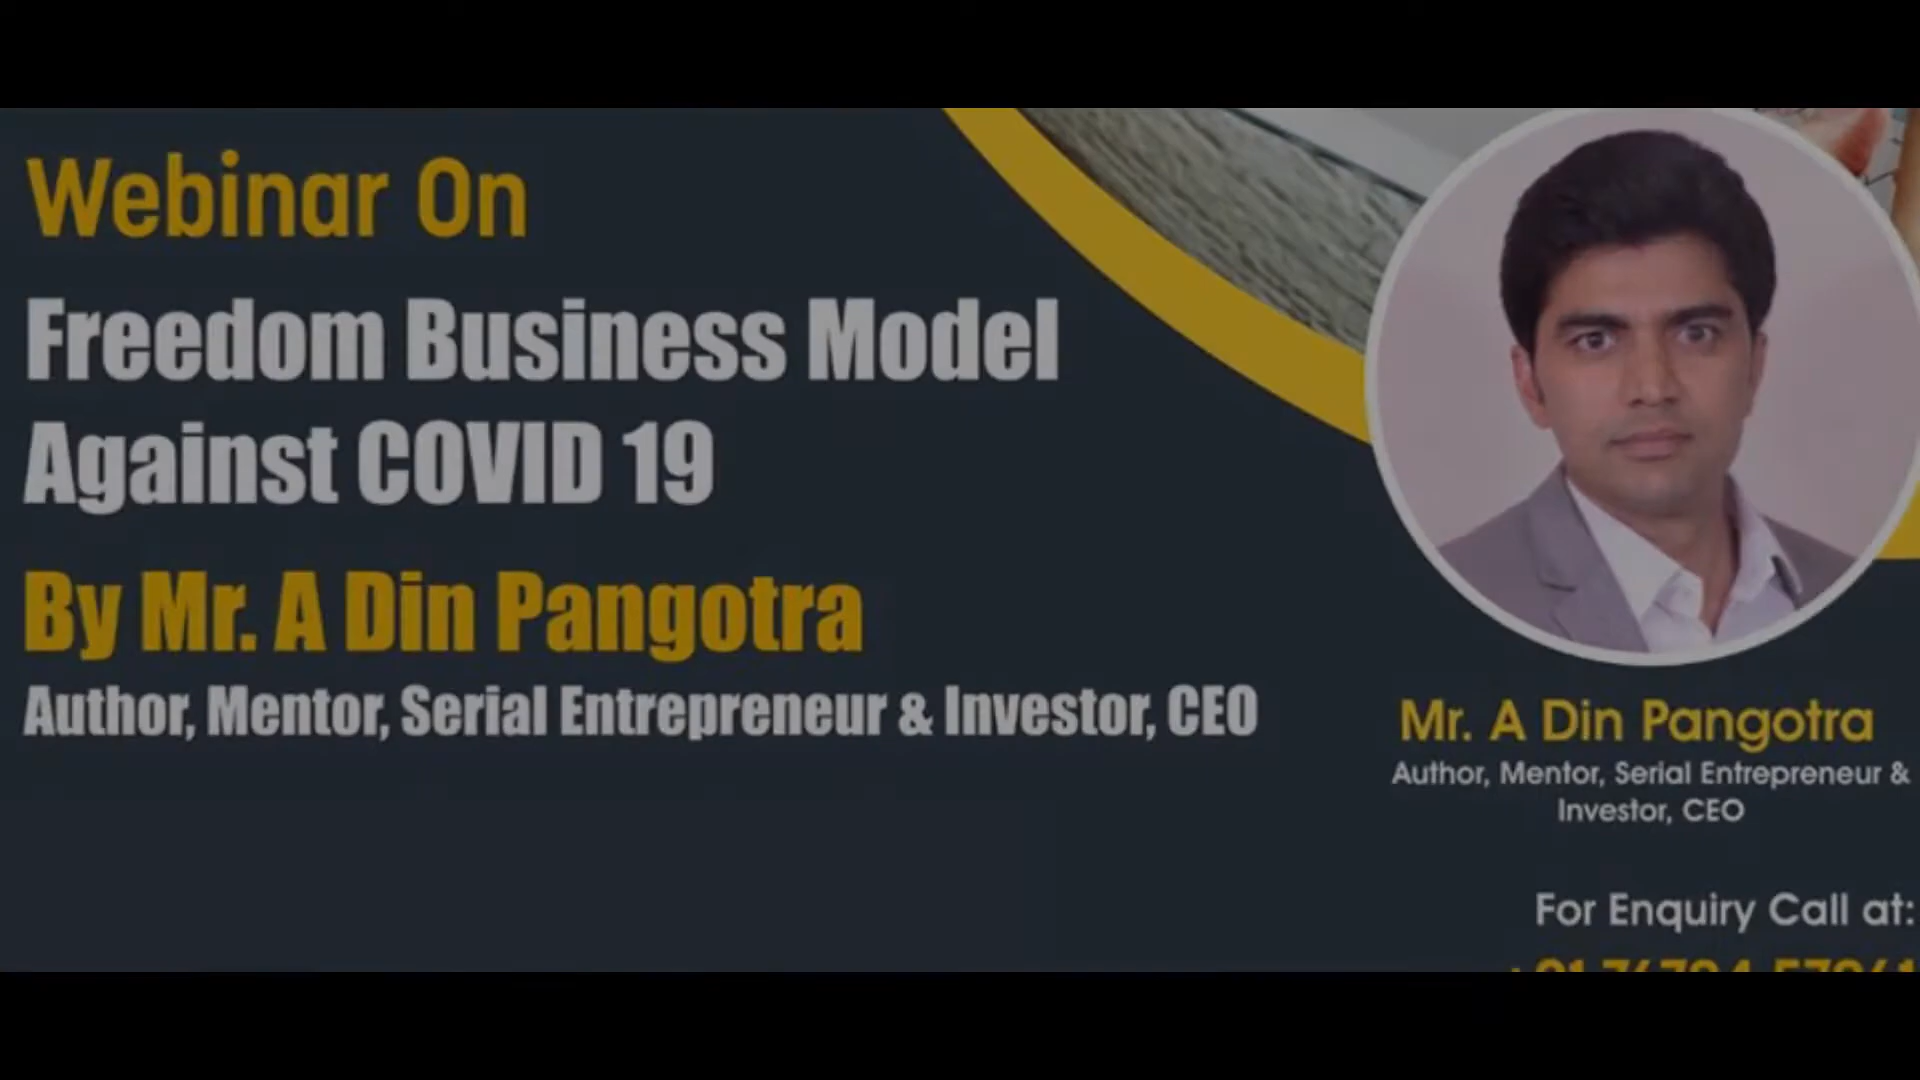 Webinar On
Freedom Business Model
Against COVID 19
By Mr. A Din Pangotra
Author, Mentor, Serial Entrepreneur & Investor, CEO
Mr. A Din Pangotra
Author, Mentor, Serial Entrepreneur &
Investor, CEO
For Enquiry Call at: